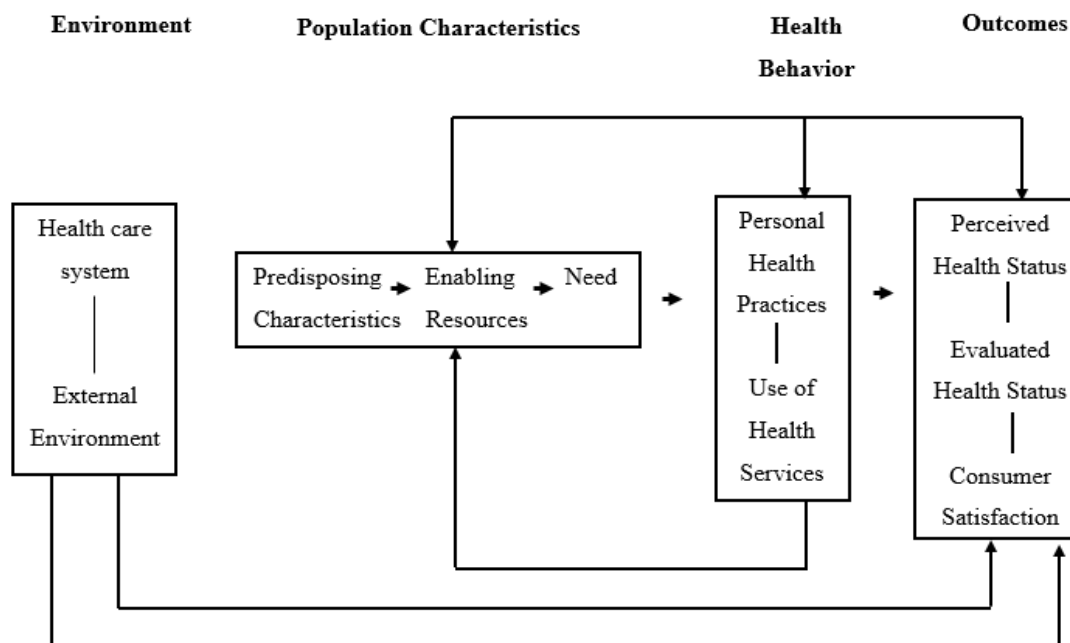 Environment
Population Characteristics
Health
Behavior
Outcomes
Health care
system
External
Environment
Predisposing
Characteristics
Enabling
Resources
Need
Personal
Health
Practices
Use of
Health
Services
Perceived
Health Status
Evaluated
Health Status
Consumer
Satisfaction